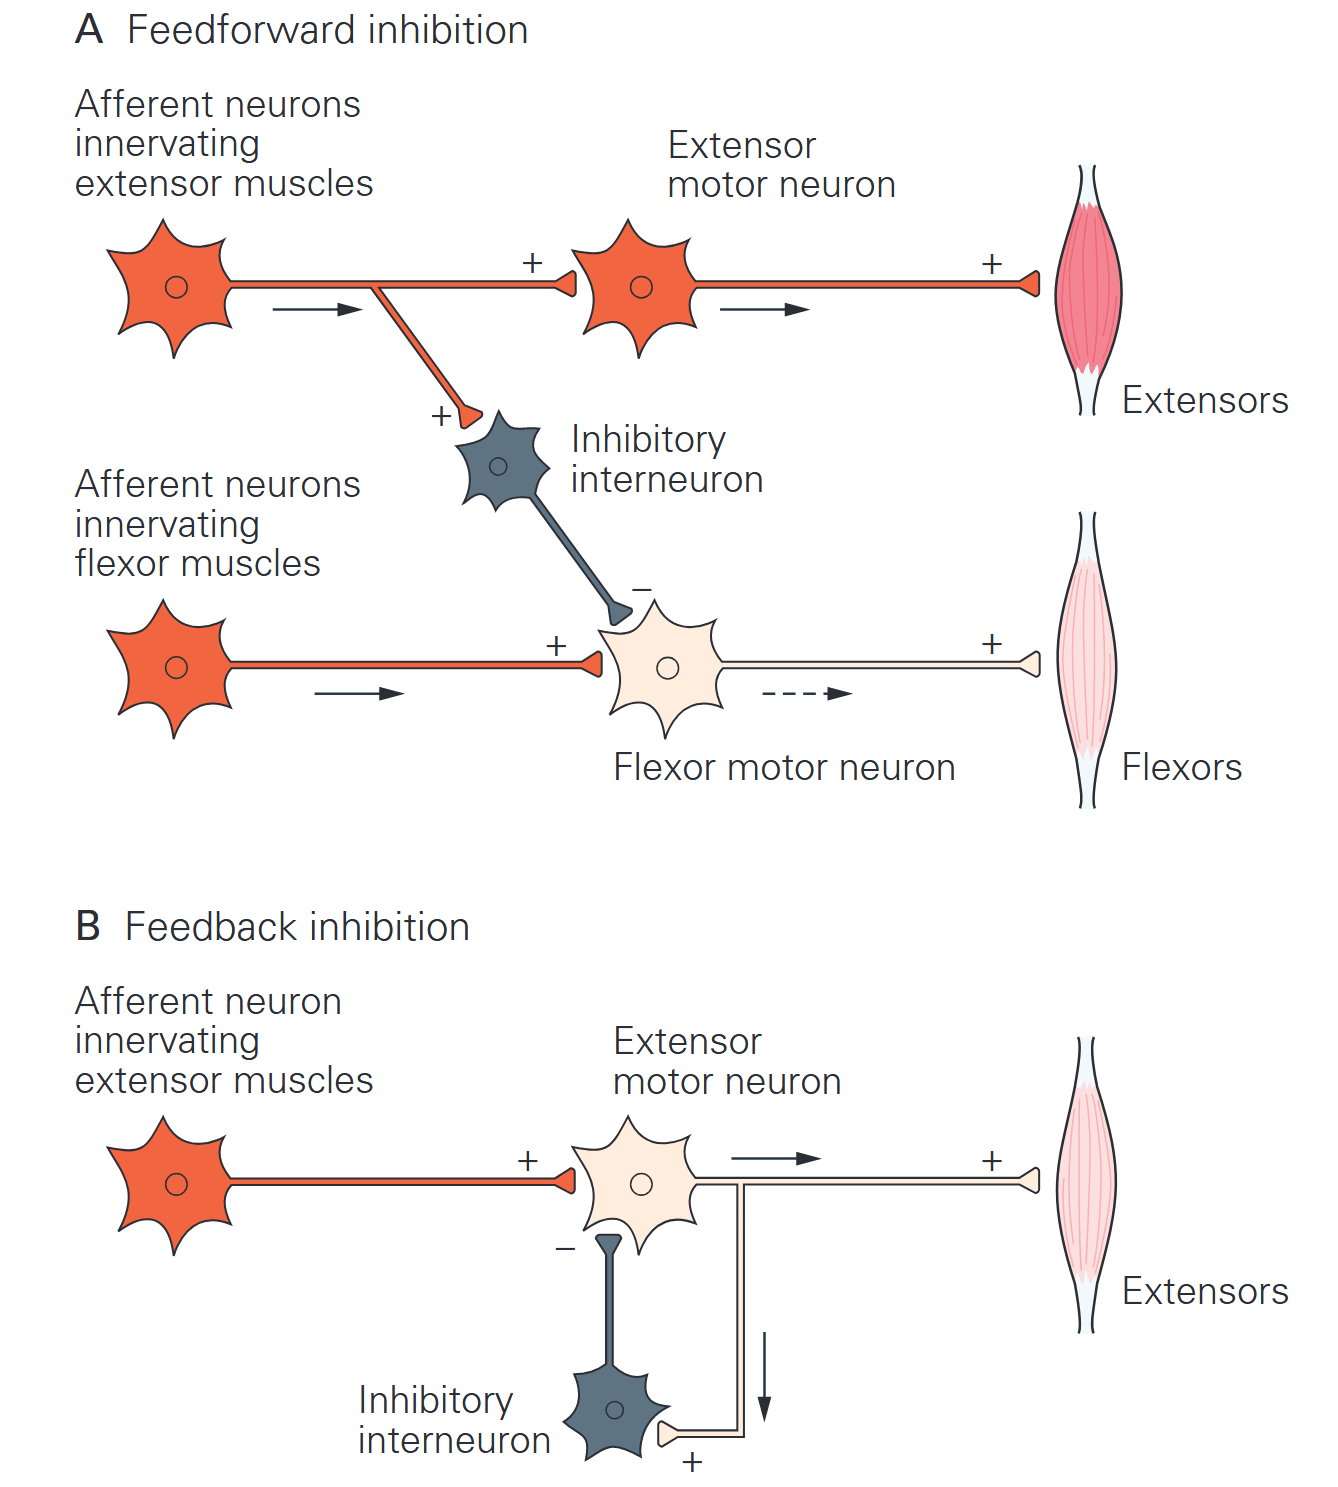 A Feedforward inhibition
Afferent neurons
innervating
extensor muscles
Extensor
motor neuron
+
+
Extensors
+
Inhibitory
interneuron
Afferent neurons
innervating
flexor muscles
−
+
+
Flexor motor neuron
Flexors
B Feedback inhibition
Afferent neuron
innervating
extensor muscles
Extensor
motor neuron
+
+
−
Extensors
Inhibitory
interneuron
+